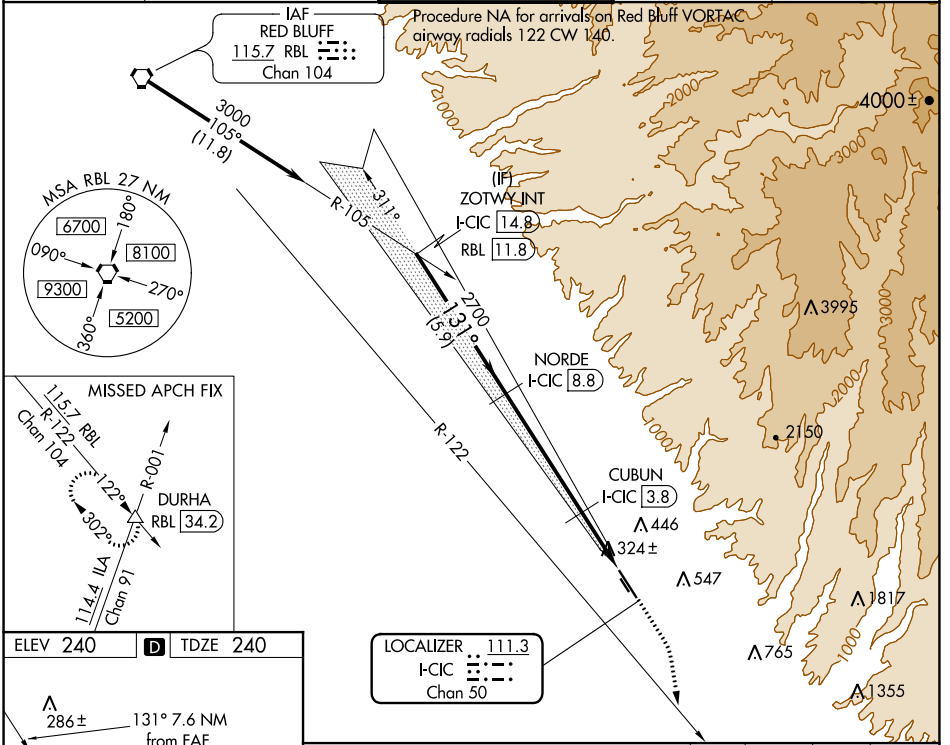 IAF
RED BLUFF
115.7 RBL
Chan 104
Procedure NA for arrivals on Red Bluff VORTAC
airway radials 122 CW 140.
3000
105°
(11.8)
1000
2000
3000
4000±
MSA RBL 27 NM
6700
180°
8100
090°
9300
270°
360°
5200
R-105
311°
(IF)
ZOTWY INT
I-CIC 14.8
RBL 11.8
2700
131°
(5.9)
3995
NORDE
I-CIC 8.8
R-122
2000
1000
2150
CUBUN
I-CIC 3.8
446
324±
547
1817
1000
765
1355
MISSED APCH FIX
115.7 RBL
R-122
Chan 104
122°
R-001
DURHA
RBL 34.2
302°
114.4 ILA
Chan 91
LOCALIZER 111.3
I-CIC
Chan 50
ELEV 240 D TDZE 240
286±
131° 7.6 NM
from FAF